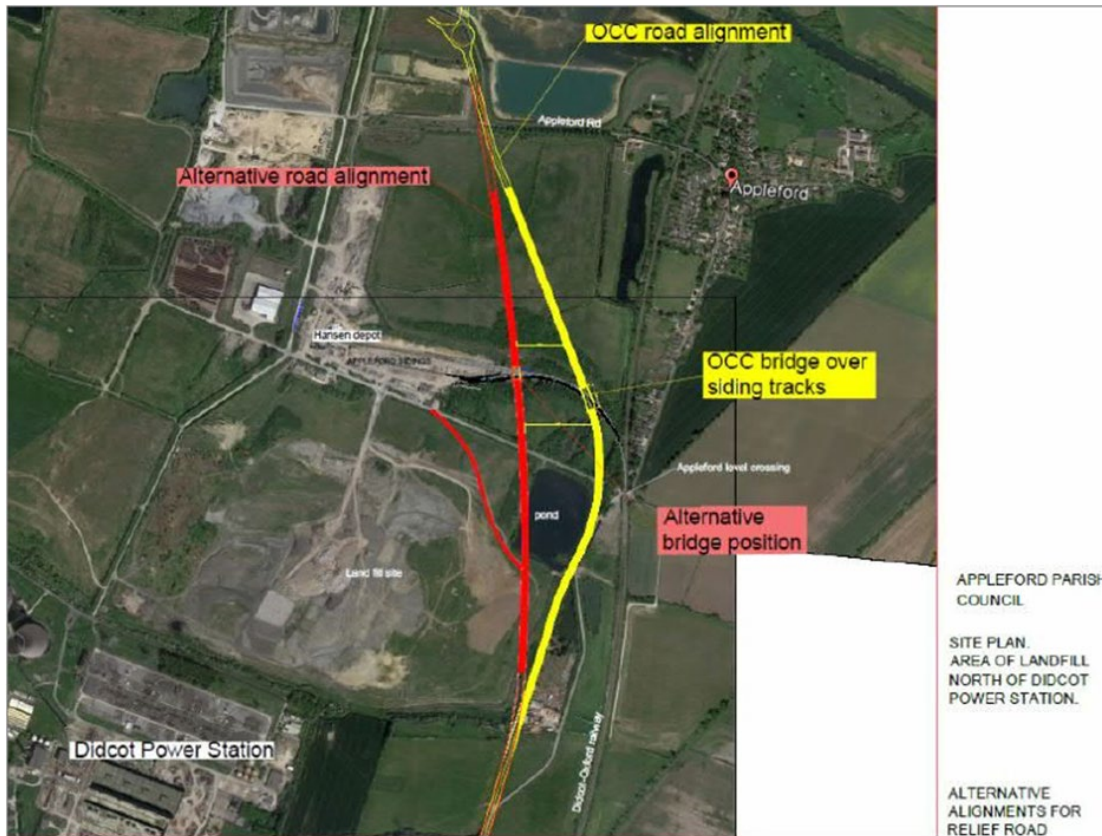 OCC road alignment
Appleford Rd
Alternative road alignment
Appleford
Hansen depot
APPLEFORD SIDINGS
OCC bridge over
siding tracks
Appleford level crossing
Alternative
bridge position
pond
Land fill site
Didcot Power Station
Didcot-Oxford railway
APPLEFORD PARISH
COUNCIL
SITE PLAN.
AREA OF LANDFILL
NORTH OF DIDCOT
POWER STATION.
ALTERNATIVE
ALIGNMENTS FOR
RELIEF ROAD